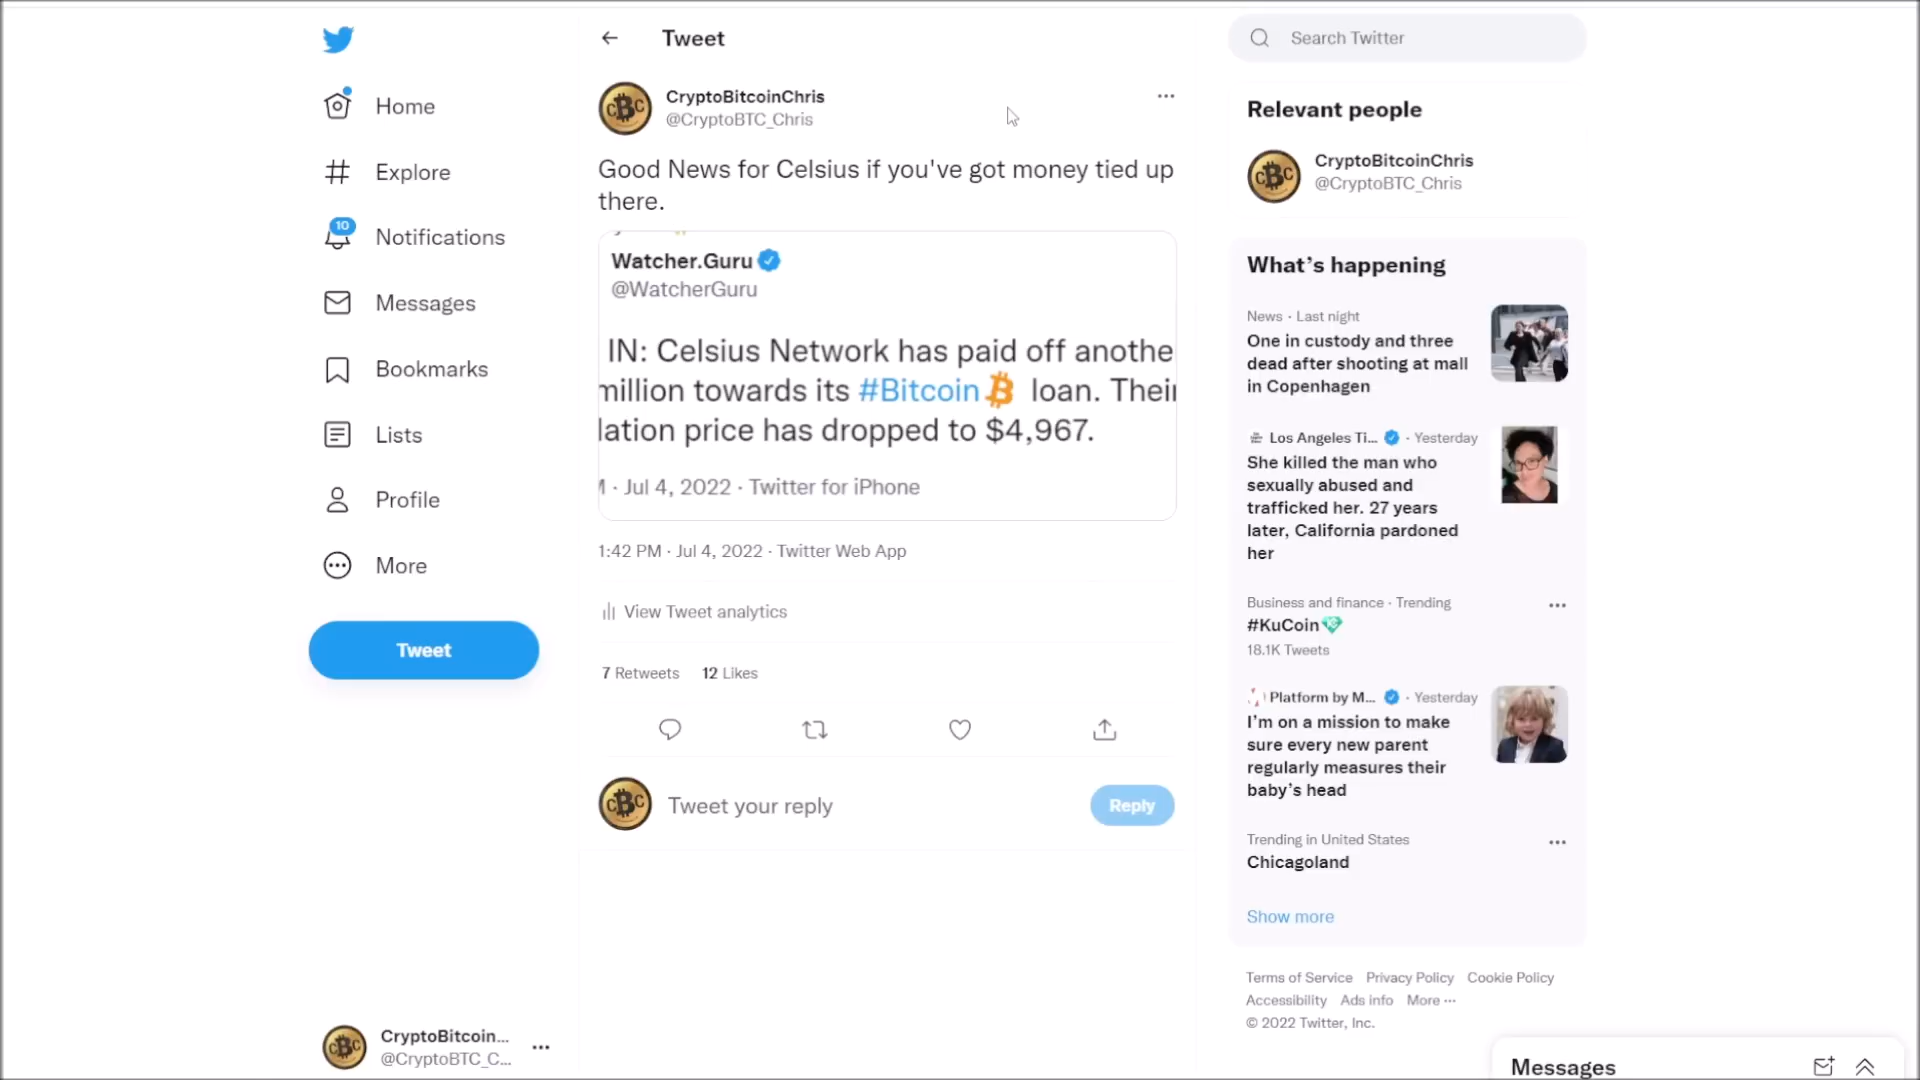 Home
Explore
10
Notifications
Messages
Bookmarks
Lists
Profile
More
Tweet
CryptoBitcoin...
@CryptoBTC_C...
Tweet
CryptoBitcoinChris
@CryptoBTC_Chris
Good News for Celsius if you've got money tied up
there.
Watcher.Guru
@WatcherGuru
IN: Celsius Network has paid off anothe
million towards its #Bitcoin loan. Their
lation price has dropped to $4,967.
· Jul 4, 2022 · Twitter for iPhone
1:42 PM · Jul 4, 2022 · Twitter Web App
View Tweet analytics
7 Retweets 12 Likes
CBC
Tweet your reply
Reply
Search Twitter
Relevant people
CryptoBitcoinChris
@CryptoBTC_Chris
What's happening
News · Last night
One in custody and three
dead after shooting at mall
in Copenhagen
Los Angeles Ti... · Yesterday
She killed the man who
sexually abused and
trafficked her. 27 years
later, California pardoned
her
Business and finance · Trending
#KuCoin
18.1K Tweets
Platform by M... · Yesterday
I'm on a mission to make
sure every new parent
regularly measures their
baby's head
Trending in United States
Chicagoland
Show more
Terms of Service Privacy Policy Cookie Policy
Accessibility Ads info More ...
© 2022 Twitter, Inc.
Messages